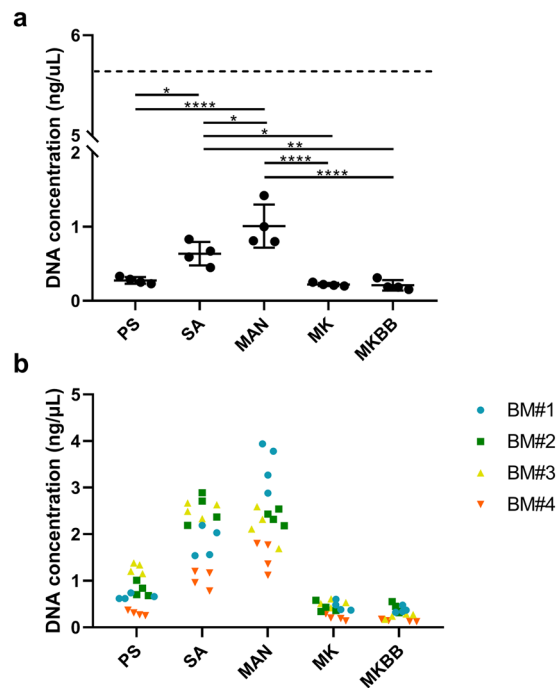 a
DNA concentration (ng/uL)
6
5
2
1
0
*
****
*
*
**
****
****
PS
SA
MAN
MK
MKBB
b
DNA concentration (ng/µL)
5
4
3
2
1
0
PS
SA
MAN
MK
MKBB
BM#1
BM#2
BM#3
BM#4